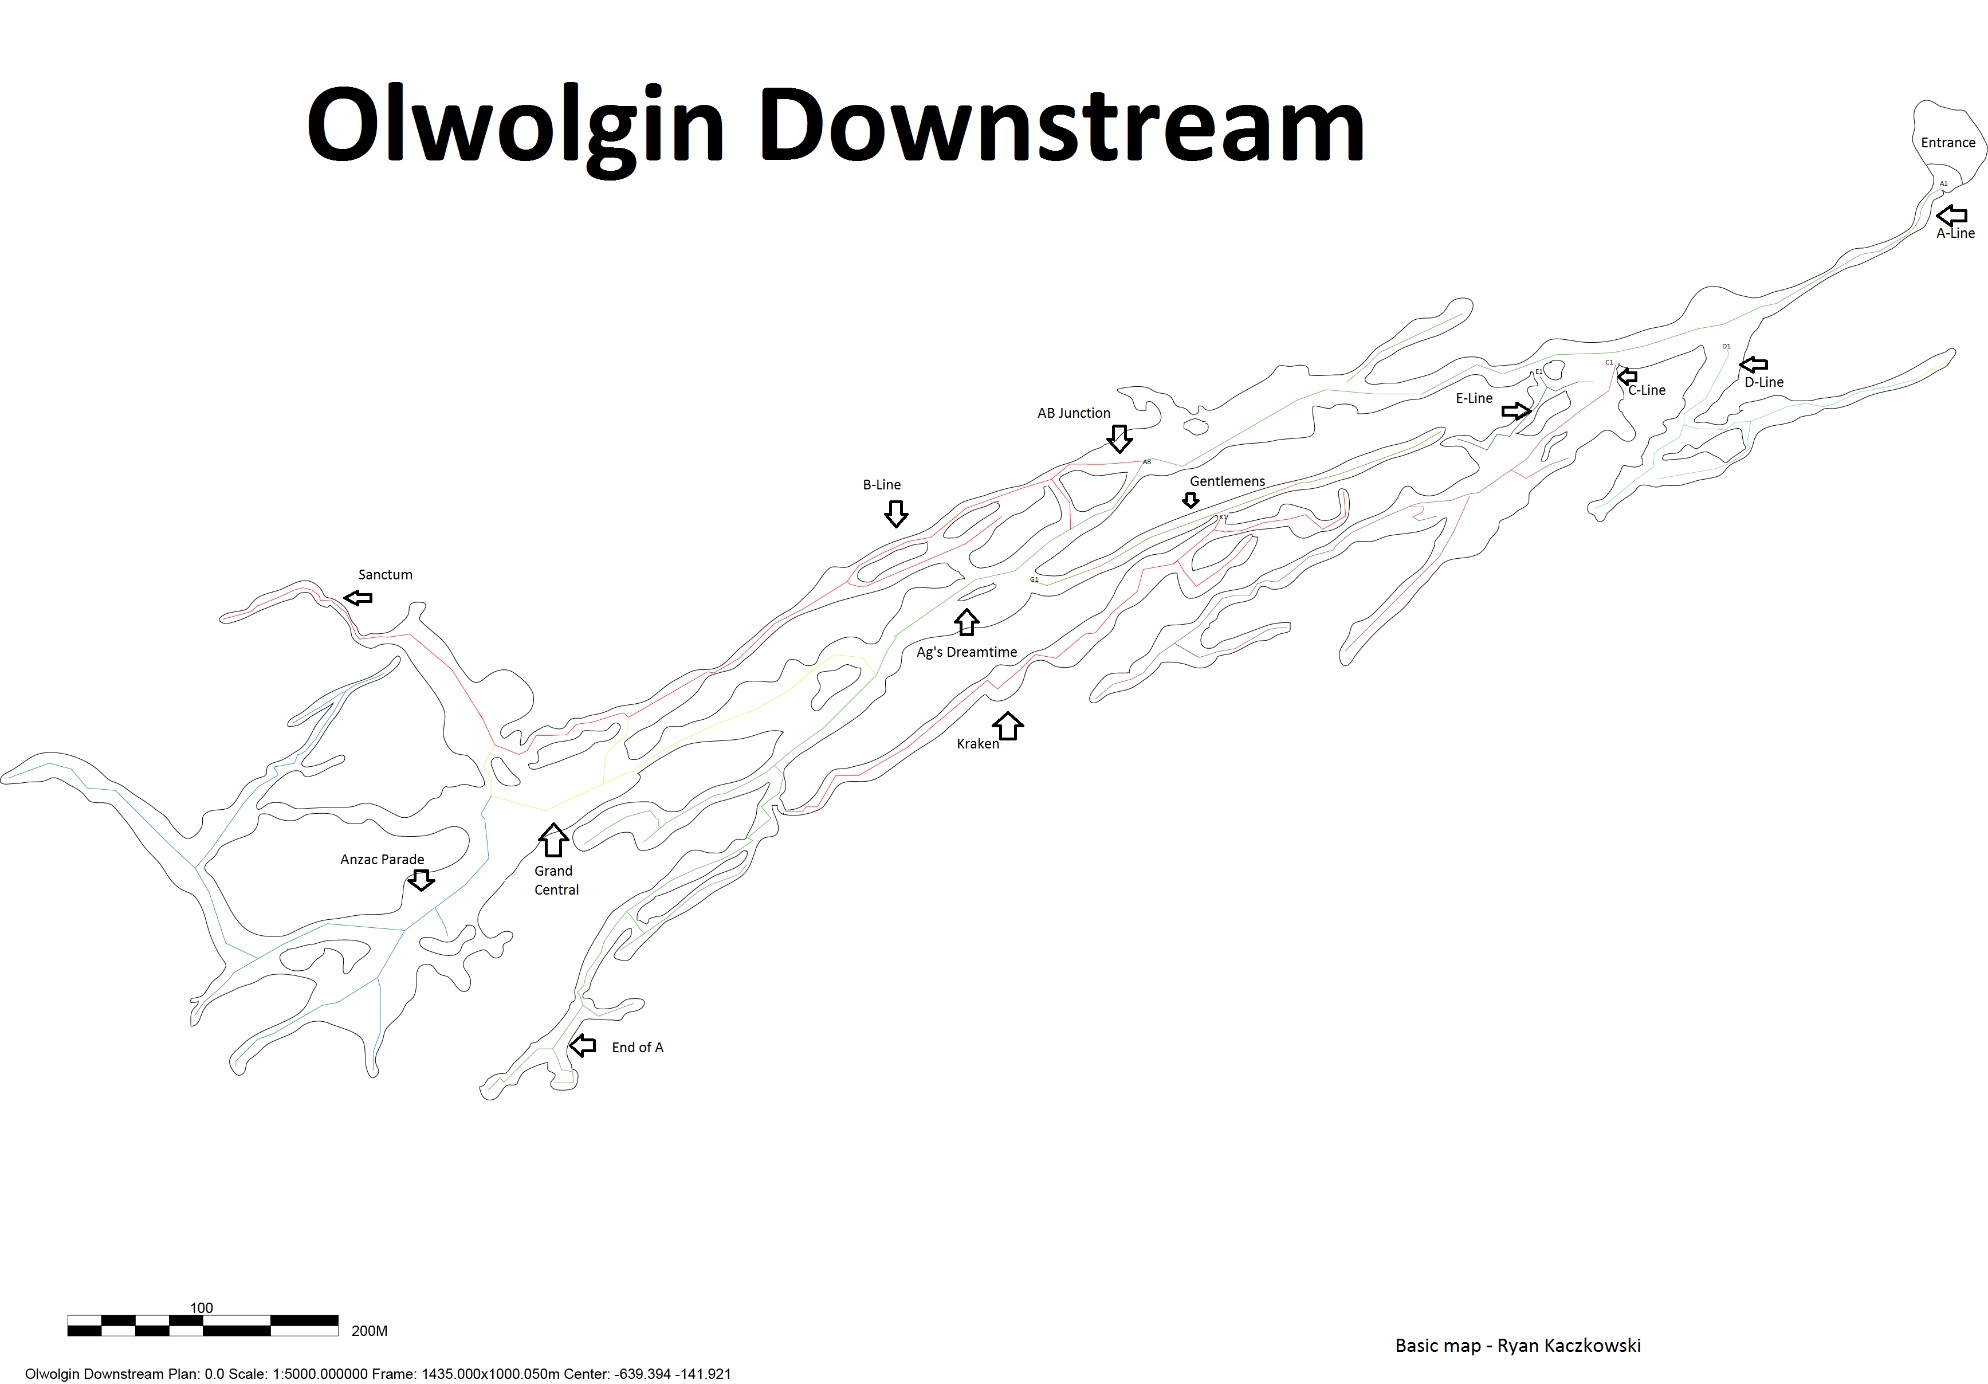 Olwolgin Downstream
Entrance
A1
A-Line
D1
D-Line
C1
C-Line
E1
E-Line
AB Junction
AB
Gentlemens
B-Line
K1
G1
Sanctum
Ag's Dreamtime
Kraken
Anzac Parade
Grand
Central
End of A
100
200M
Basic map - Ryan Kaczkowski
Olwolgin Downstream Plan: 0.0 Scale: 1:5000.000000 Frame: 1435.000x1000.050m Center: -639.394 -141.921